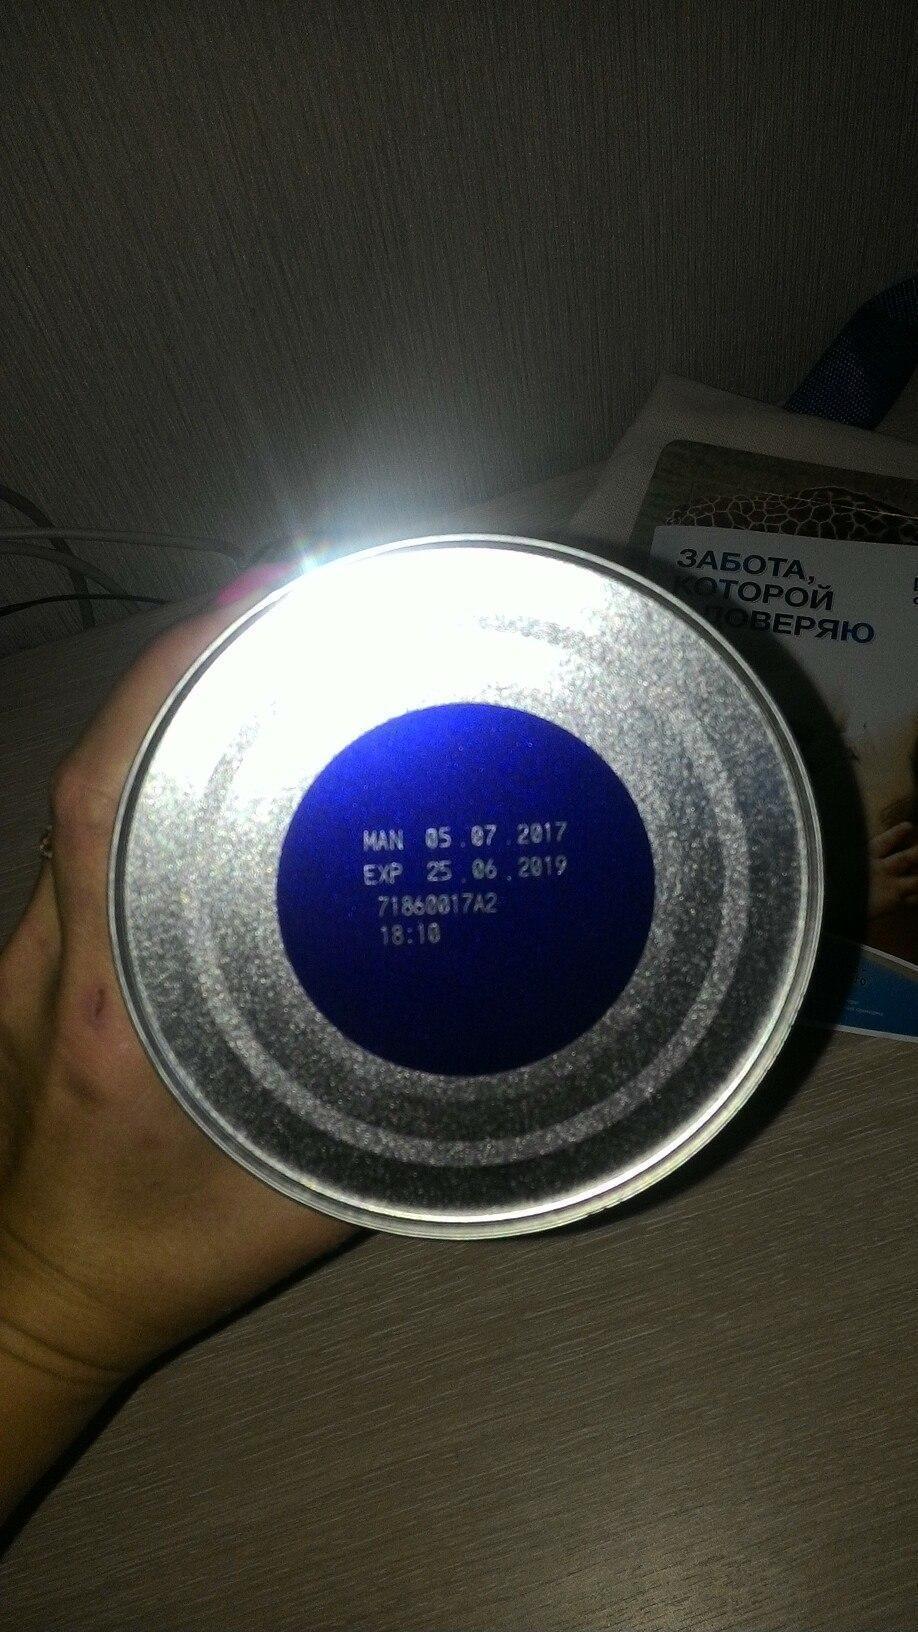 ЗАБОТА,
КОТОРОЙ
ДОВЕРЯЮ
MAN 05.07.2017
EXP 25.06.2019
71860017A2
18:10